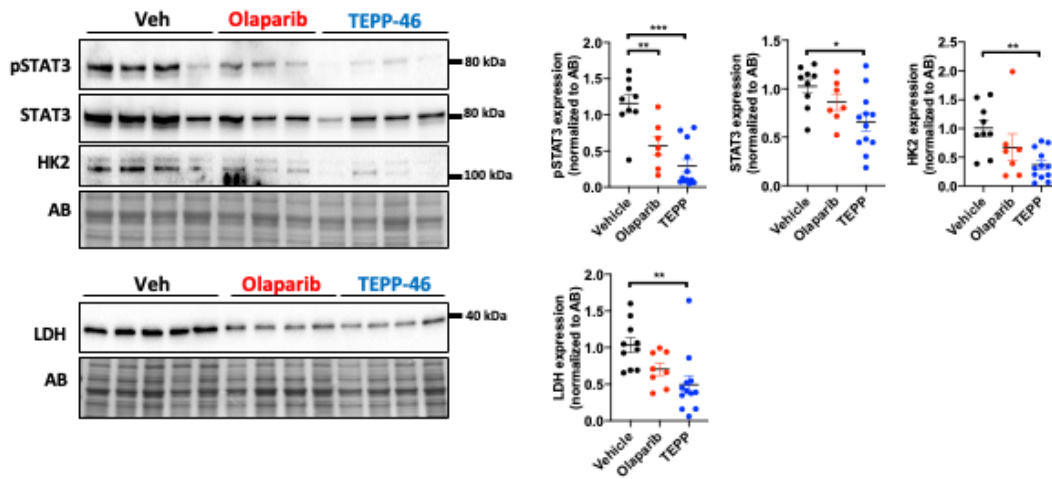 Veh Olaparib TEPP-46
pSTAT3
80 kDa
STAT3
80 kDa
HK2
100 kDa
AB
Veh Olaparib TEPP-46
LDH
40 kDa
AB
pSTAT3 expression
(normalized to AB)
2.0
1.5
1.0
0.5
0.0
***
**
Vehicle
Olaparib
TEPP
STAT3 expression
(normalized to AB)
1.5
1.0
0.5
0.0
*
Vehicle
Olaparib
TEPP
HK2 expression
(normalized to AB)
2.5
2.0
1.5
1.0
0.5
0.0
**
Vehicle
Olaparib
TEPP
LDH expression
(normalized to AB)
2.0
1.5
1.0
0.5
0.0
**
Vehicle
Olaparib
TEPP